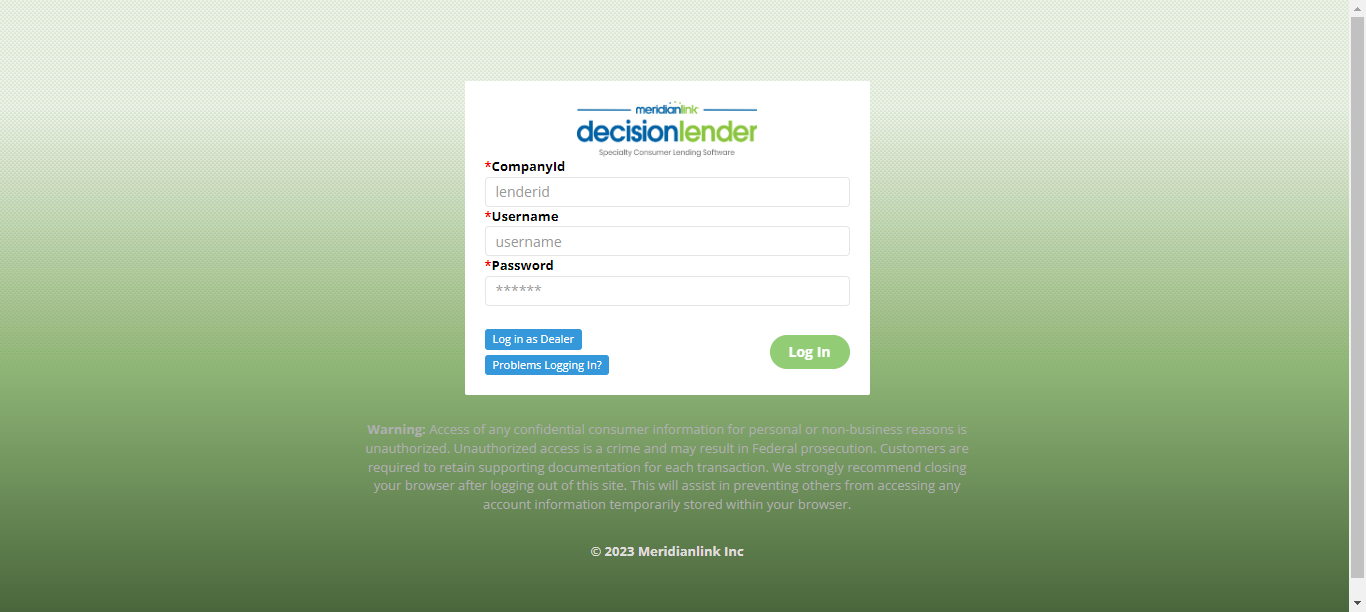 meridianlink
decisionlender
Specialty Consumer Lending Software
*CompanyId
lenderid
*Username
username
*Password
******
Log in as Dealer
Problems Logging In?
Log In
Warning: Access of any confidential consumer information for personal or non-business reasons is
unauthorized. Unauthorized access is a crime and may result in Federal prosecution. Customers are
required to retain supporting documentation for each transaction. We strongly recommend closing
your browser after logging out of this site. This will assist in preventing others from accessing any
account information temporarily stored within your browser.
© 2023 Meridianlink Inc